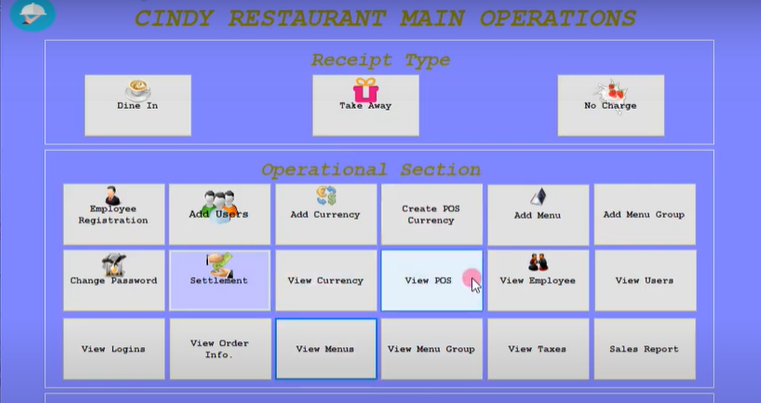 CINDY RESTAURANT MAIN OPERATIONS
Receipt Type
Dine In
Take Away
No Charge
Operational Section
Employee
Registration
Add Users
Add Currency
Create POS
Currency
Add Menu
Add Menu Group
Change Password
Settlement
View Currency
View POS
View Employee
View Users
View Logins
View Order
Info.
View Menus
View Menu Group
View Taxes
Sales Report